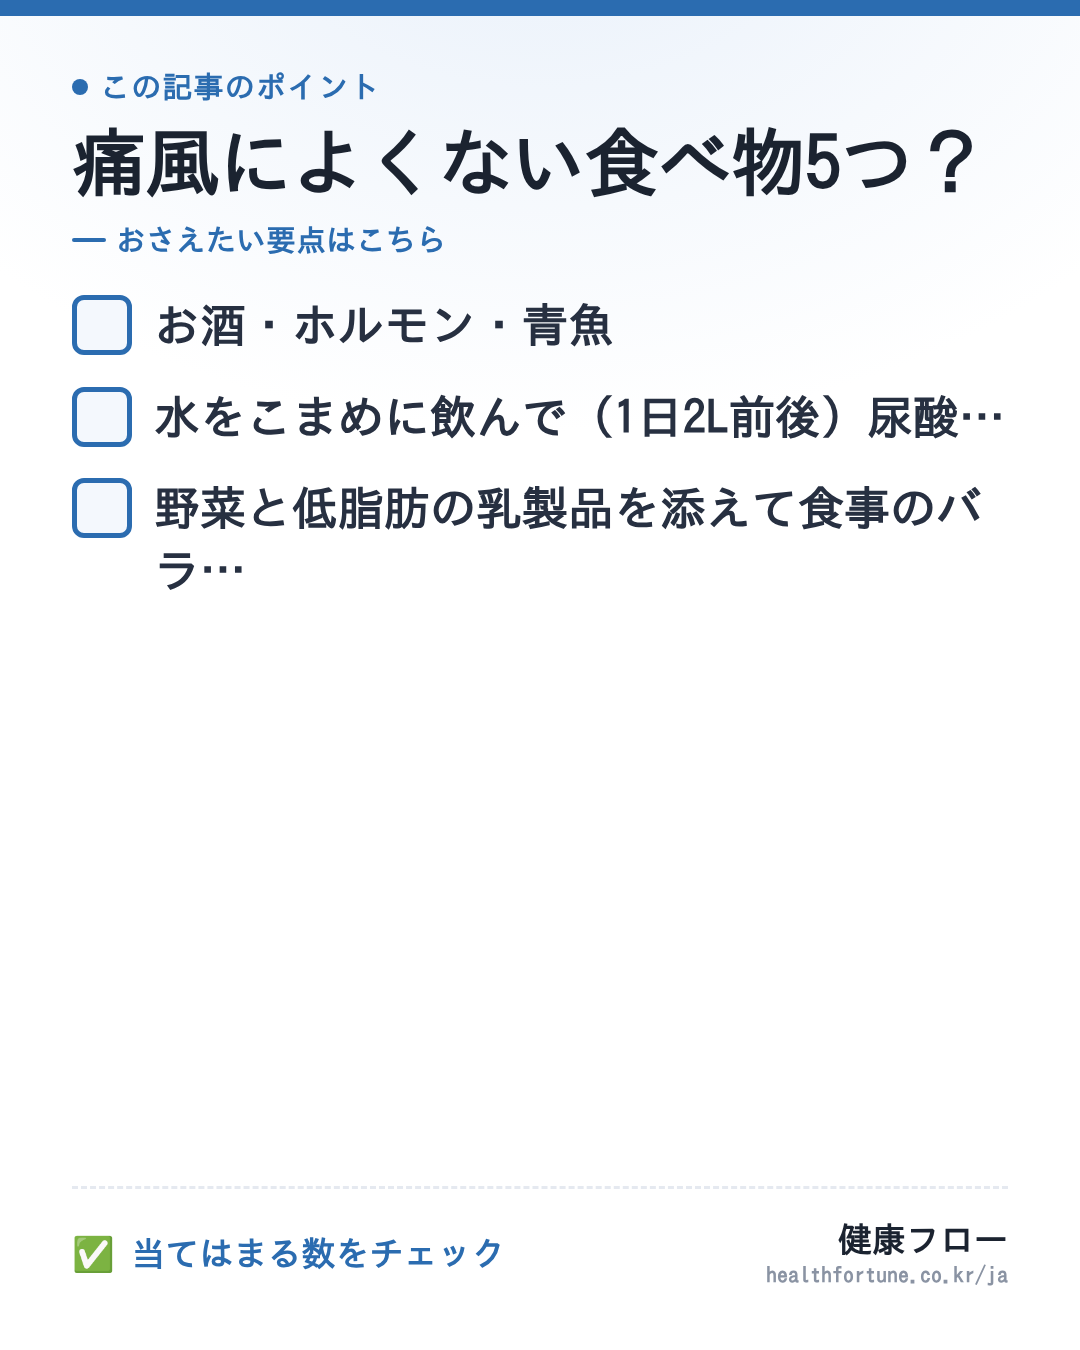 この記事のポイント
痛風によくない食べ物5つ？
— おさえたい要点はこちら
お酒・ホルモン・青魚
水をこまめに飲んで（1日2L前後）尿酸…
野菜と低脂肪の乳製品を添えて食事のバ
ラ…
✅ 当てはまる数をチェック
健康フロー
healthfortune.co.kr/ja